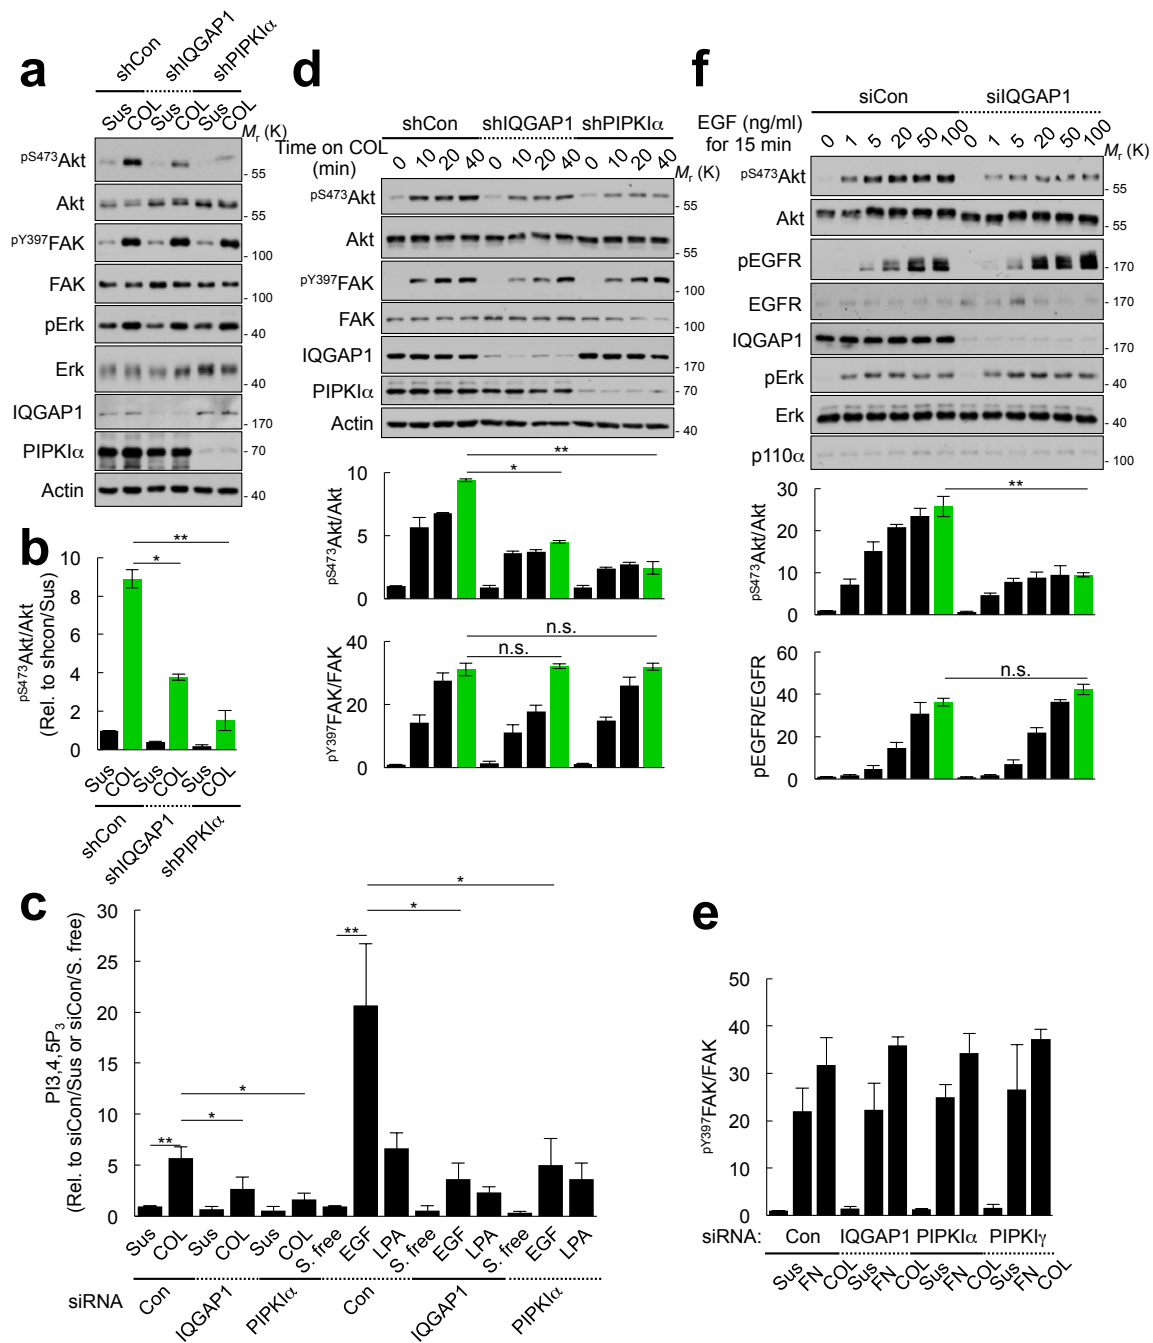 a
shCon
shIQGAP1
shPIPKIα
Sus
COL
Sus
COL
Sus
COL
Mr (K)
pS473Akt
- 55
Akt
- 55
pY397FAK
- 100
FAK
- 100
pErk
- 40
Erk
- 40
IQGAP1
- 170
PIPKIα
- 70
Actin
- 40
b
pS473Akt/Akt
(Rel. to shcon/Sus)
10
8
6
4
2
0
**
*
Sus
COL
Sus
COL
Sus
COL
shCon
shIQGAP1
shPIPKIα
d
shCon shIQGAP1 shPIPKIα
Time on COL
(min)
0 10 20 40 0 10 20 40 0 10 20 40
Mr (K)
pS473Akt
- 55
Akt
- 55
pY397FAK
- 100
FAK
- 100
IQGAP1
- 170
PIPKIα
- 70
Actin
- 40
**
*
pS473Akt/Akt
10
5
0
n.s.
n.s.
pY397FAK/FAK
40
20
0
f
siCon siIQGAP1
EGF (ng/ml)
for 15 min
0 1 5 20 50 100 0 1 5 20 50 100
Mr (K)
pS473Akt
- 55
Akt
- 55
pEGFR
- 170
EGFR
- 170
IQGAP1
- 170
pErk
- 40
Erk
- 40
p110α
- 100
**
pS473Akt/Akt
30
20
10
0
n.s.
pEGFR/EGFR
60
40
20
0
c
PI3,4,5P3
(Rel. to siCon/Sus or siCon/S. free)
30
25
20
15
10
5
0
*
*
**
*
*
**
Sus
COL
Sus
COL
Sus
COL
S. free
EGF
LPA
S. free
EGF
LPA
S. free
EGF
LPA
siRNA
Con
IQGAP1
PIPKIα
Con
IQGAP1
PIPKIα
e
pY397FAK/FAK
50
40
30
20
10
0
siRNA: Con IQGAP1 PIPKIα PIPKIγ
Sus
FN
COL
Sus
FN
COL
Sus
FN
COL
Sus
FN
COL